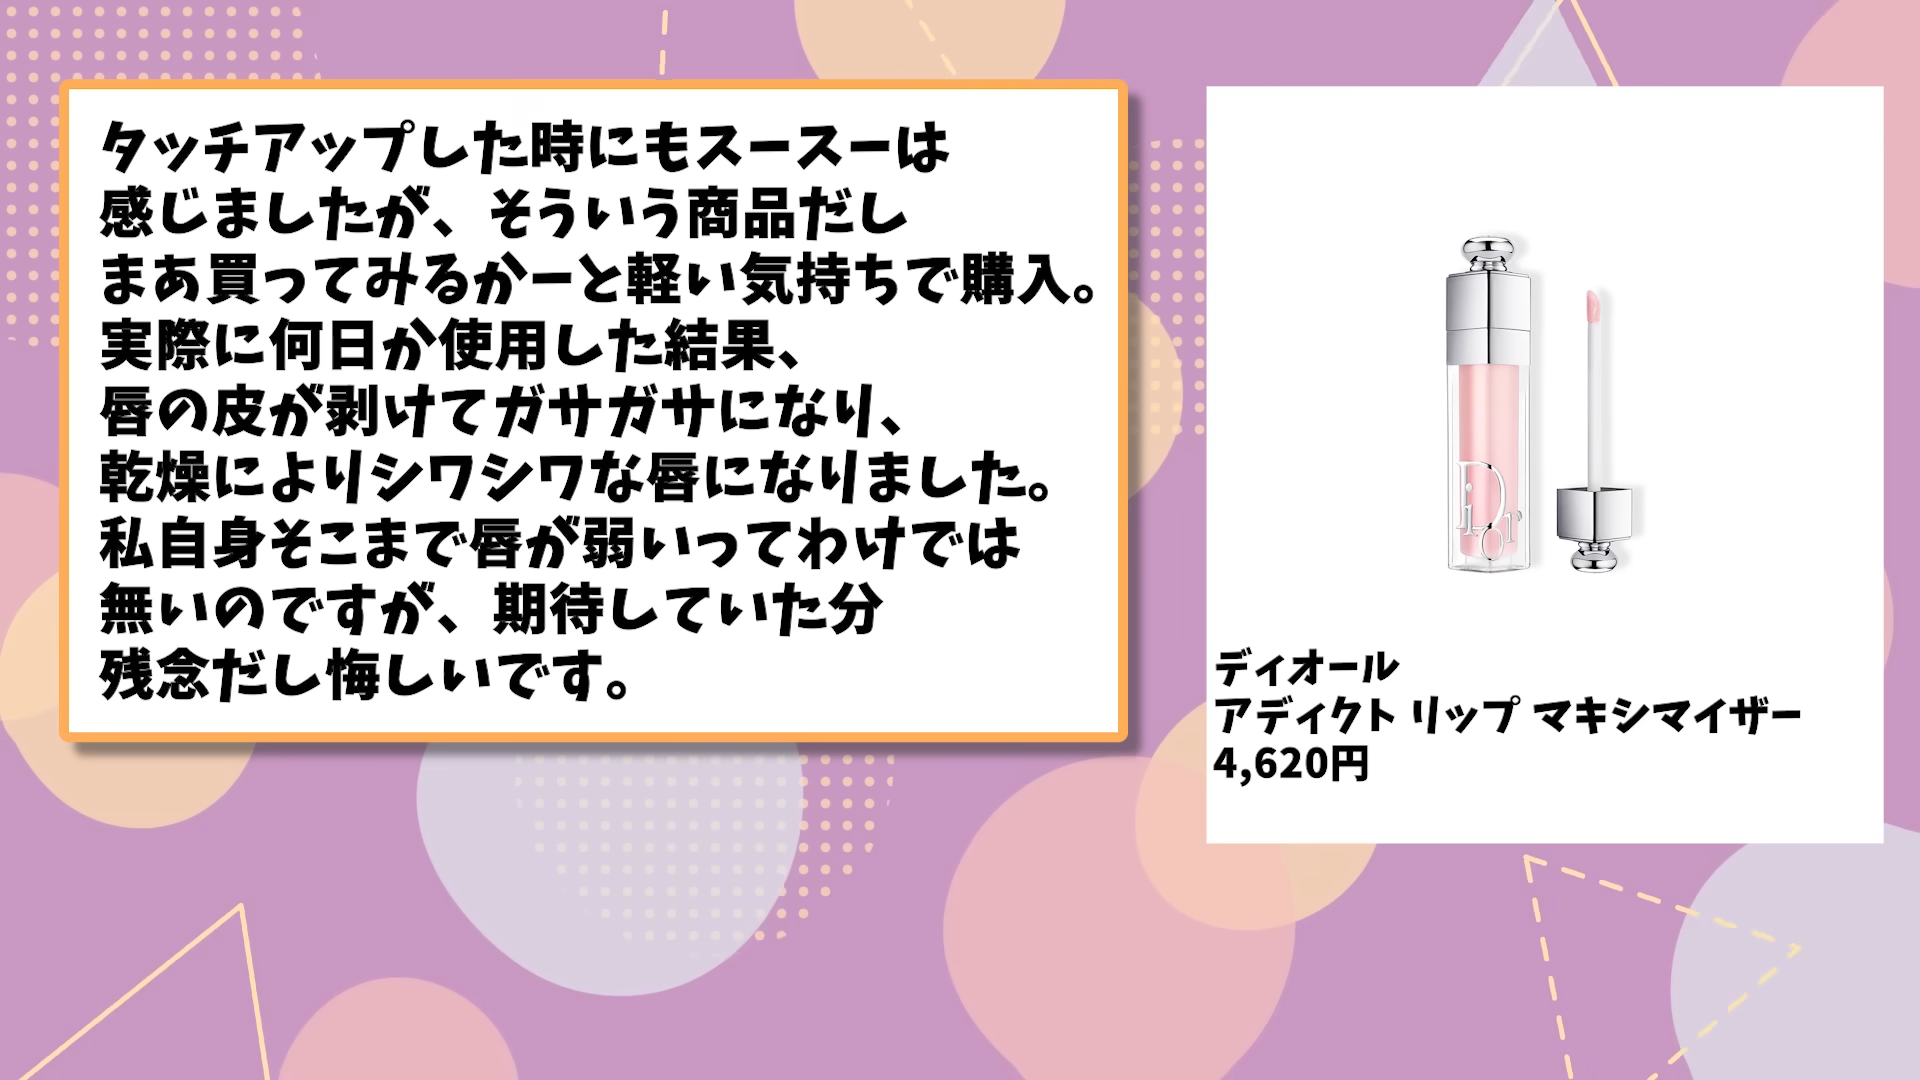 タッチアップした時にもスースーは
感じましたが、そういう商品だし
まあ買ってみるかーと軽い気持ちで購入。
実際に何日か使用した結果、
唇の皮が剥けてガサガサになり、
乾燥によりシワシワな唇になりました。
私自身そこまで唇が弱いってわけでは
無いのですが、期待していた分
残念だし悔しいです。
Dior
ディオール
アディクト リップ マキシマイザー
4,620円